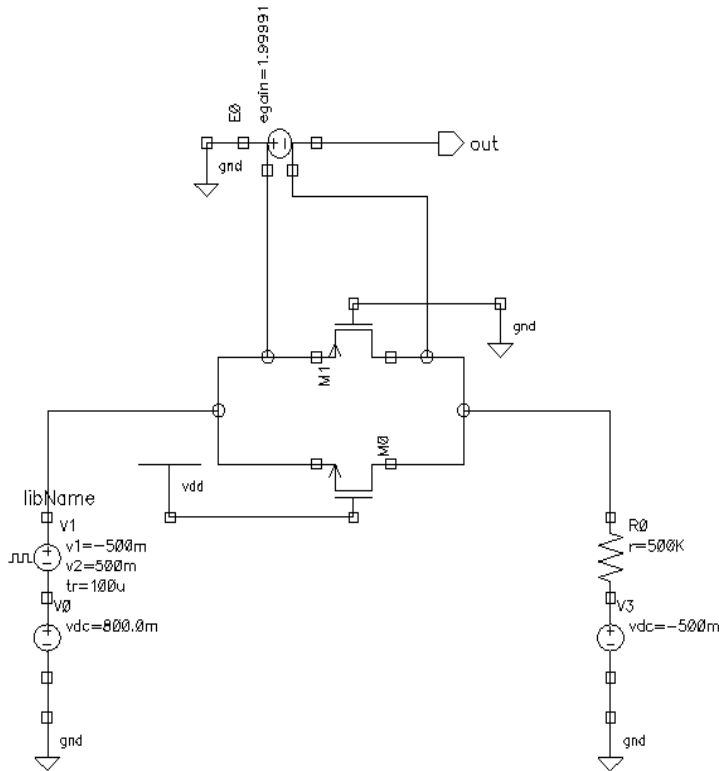 egain=1.99991
E0
out
gnd
gnd
M1
M0
vdd
libName
V1
v1=-500m
v2=500m
tr=100u
V0
vdc=800.0m
gnd
R0
r=500K
V3
vdc=-500m
gnd